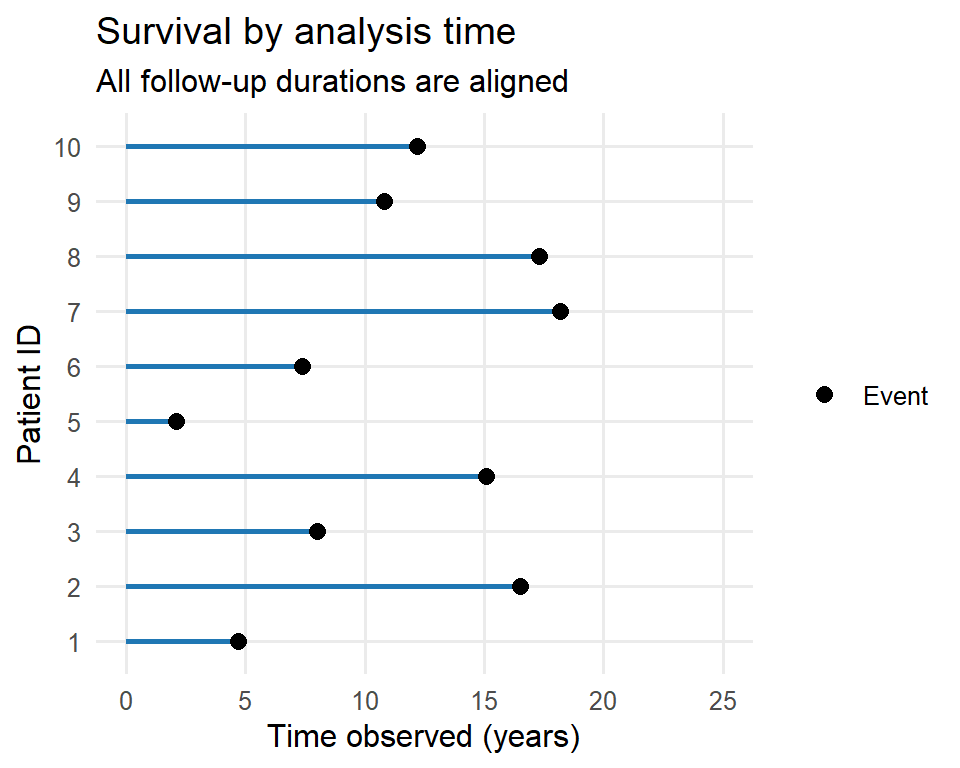 Survival by analysis time
All follow-up durations are aligned
Patient ID
10
9
8
7
6
5
4
3
2
1
0 5 10 15 20 25
Time observed (years)
Event